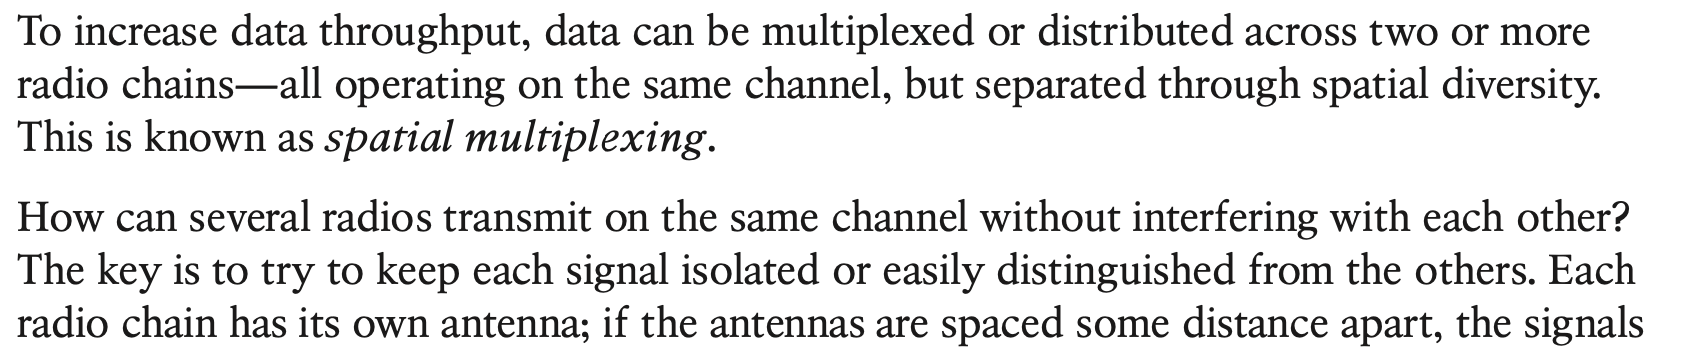 To increase data throughput, data can be multiplexed or distributed across two or more
radio chains—all operating on the same channel, but separated through spatial diversity.
This is known as spatial multiplexing.
How can several radios transmit on the same channel without interfering with each other?
The key is to try to keep each signal isolated or easily distinguished from the others. Each
radio chain has its own antenna; if the antennas are spaced some distance apart, the signals